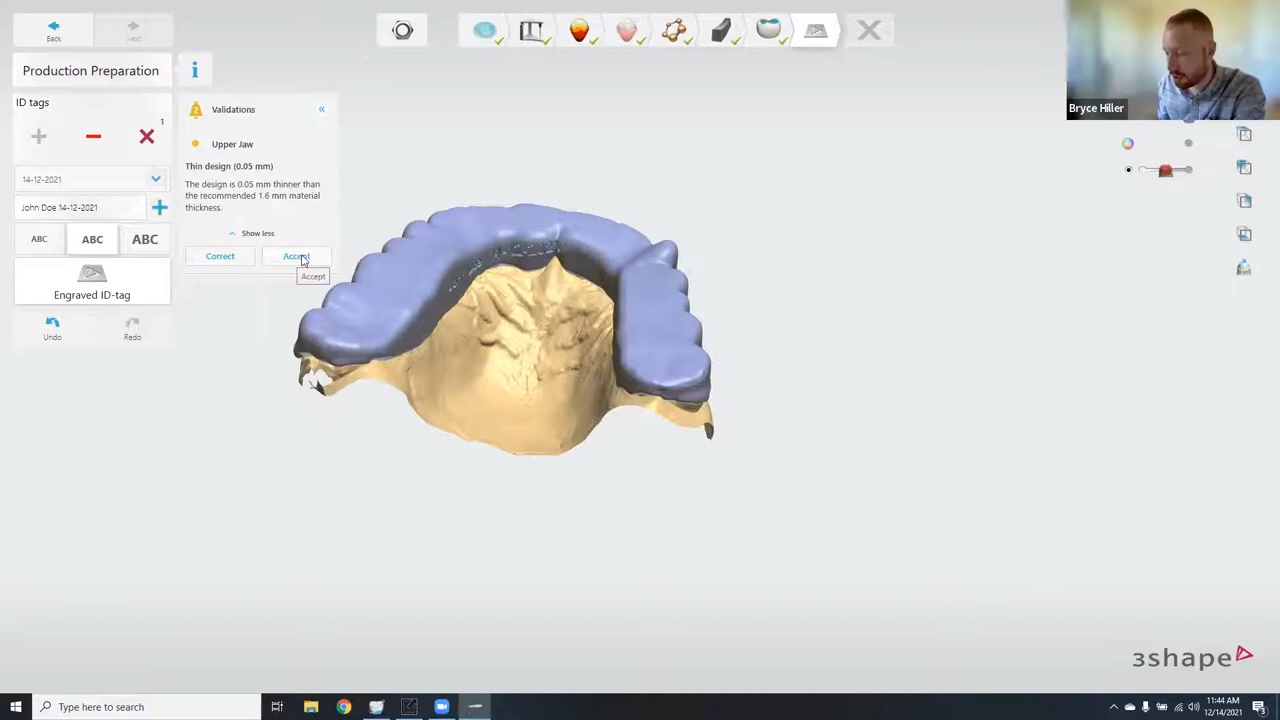 Back
Next
Bryce Hiller
Production Preparation
i
ID tags
1
14-12-2021
John Doe 14-12-2021
ABC ABC ABC
Engraved ID-tag
Undo Redo
Validations
Upper Jaw
Thin design (0.05 mm)
The design is 0.05 mm thinner than
the recommended 1.6 mm material
thickness.
Show less
Correct Accept
Accept
3shape
Type here to search
11:44 AM
12/14/2021